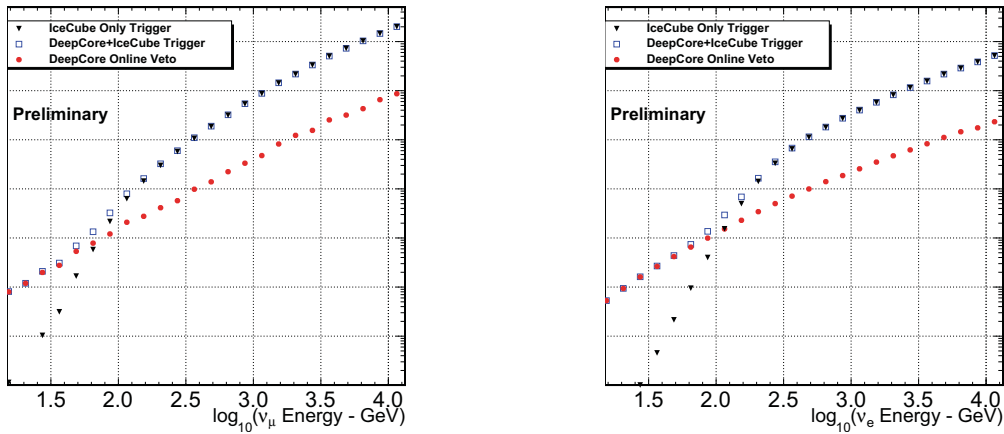 IceCube Only Trigger
DeepCore+IceCube Trigger
DeepCore Online Veto
Preliminary
1.5 2.0 2.5 3.0 3.5 4.0
log10(νμ Energy - GeV)
IceCube Only Trigger
DeepCore+IceCube Trigger
DeepCore Online Veto
Preliminary
1.5 2.0 2.5 3.0 3.5 4.0
log10(νe Energy - GeV)